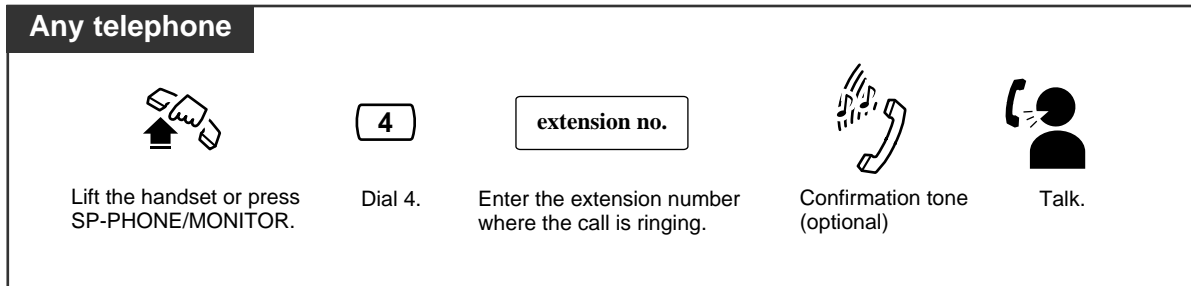 Any telephone
4
extension no.
Lift the handset or press
SP-PHONE/MONITOR.
Dial 4.
Enter the extension number
where the call is ringing.
Confirmation tone
(optional)
Talk.